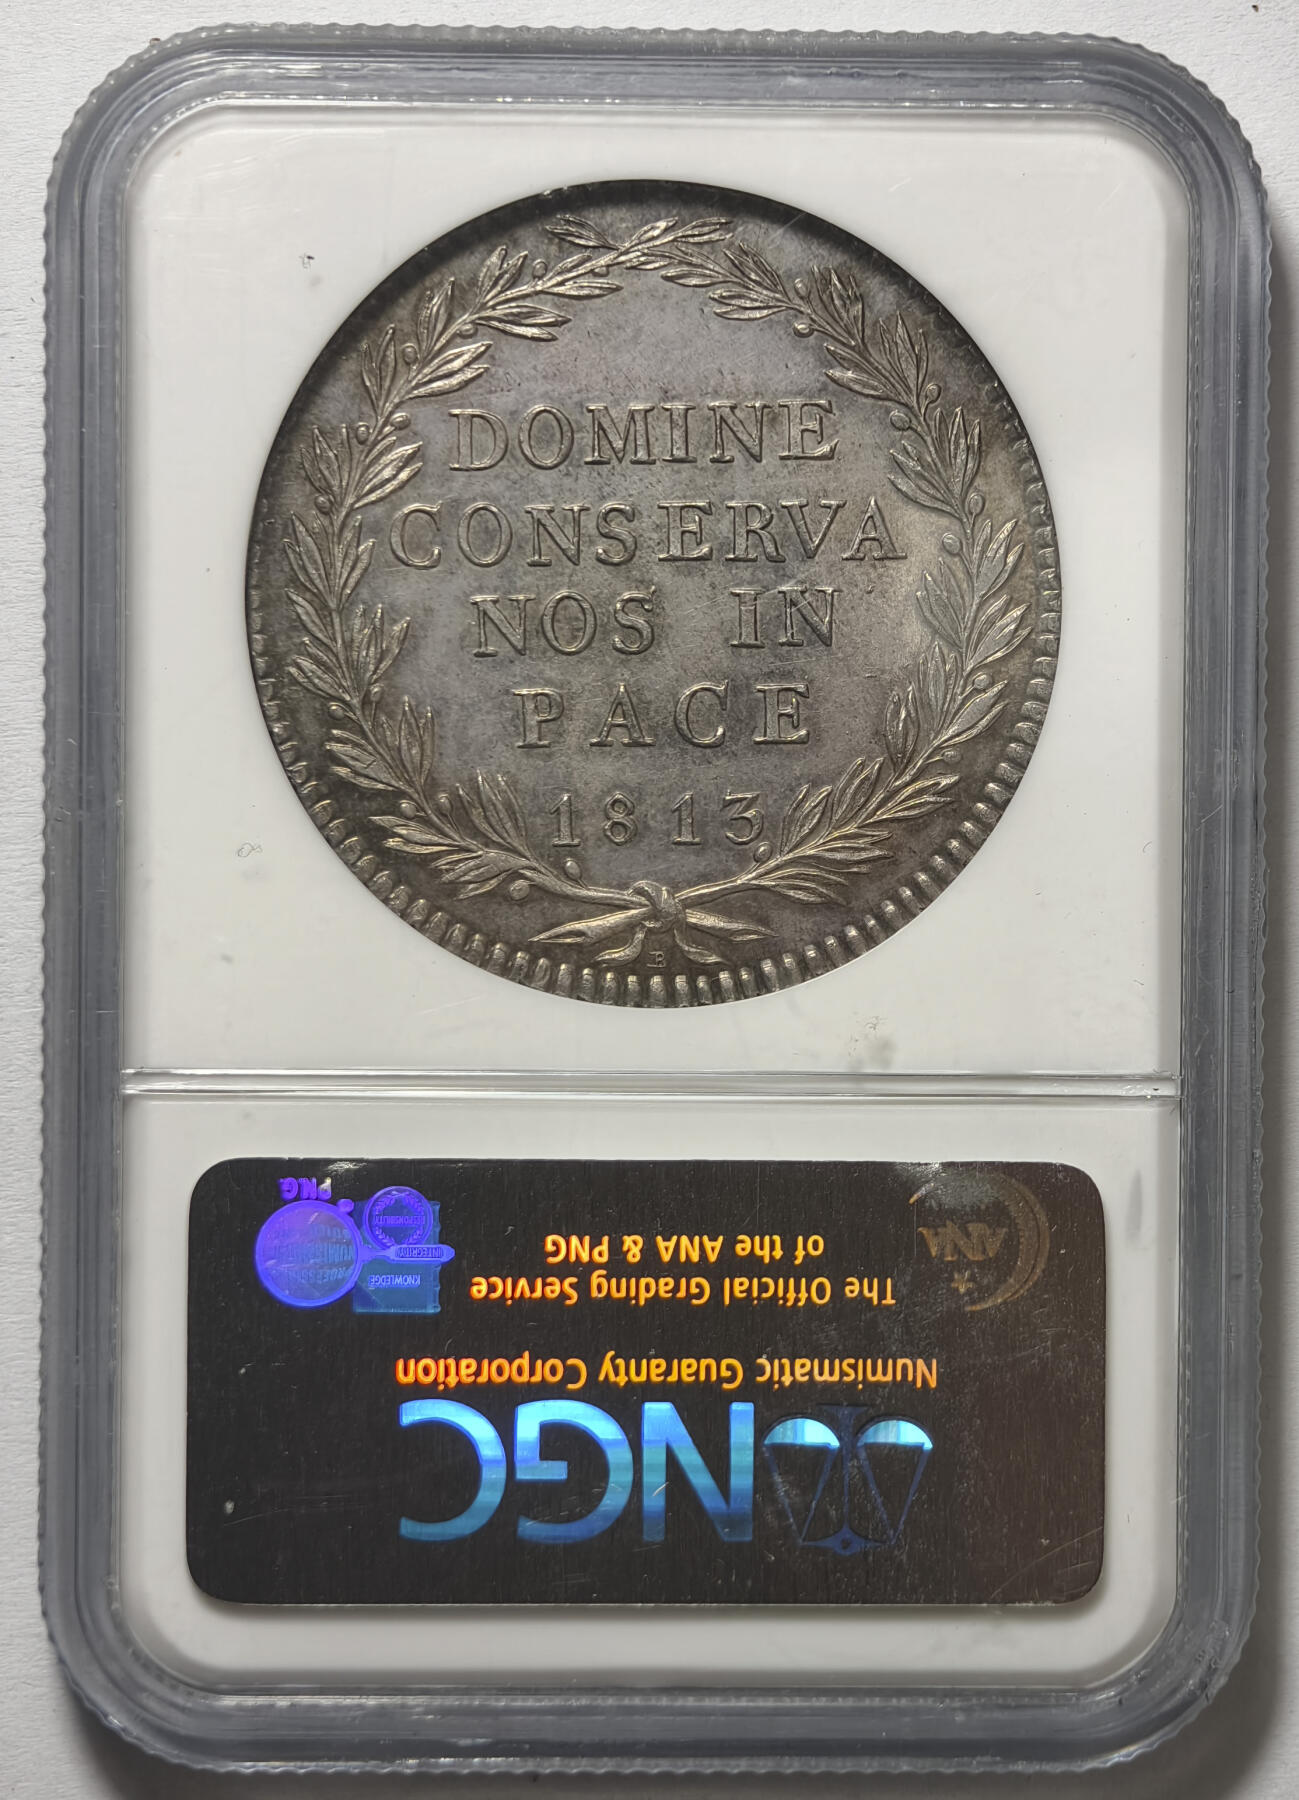 DOMINE
CONSERVA
NOS IN
PACE
1813
B
NGC
Numismatic Guaranty Corporation
The Official Grading Service
of the ANA & PNG
ANA
KNOWLEDGE
INTEGRITY
RESPONSIBILITY
P.N.G.